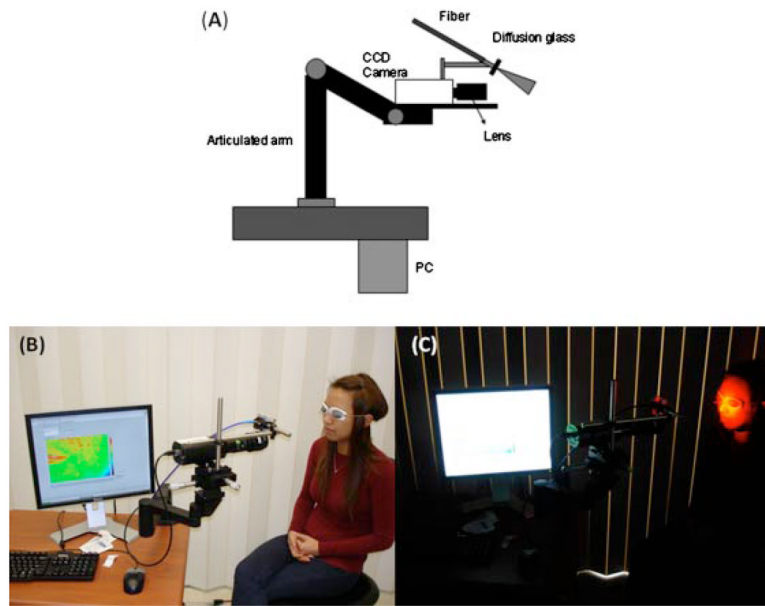 (A)
Fiber
Diffusion glass
CCD
Camera
Lens
Articulated arm
PC
(B)
(C)